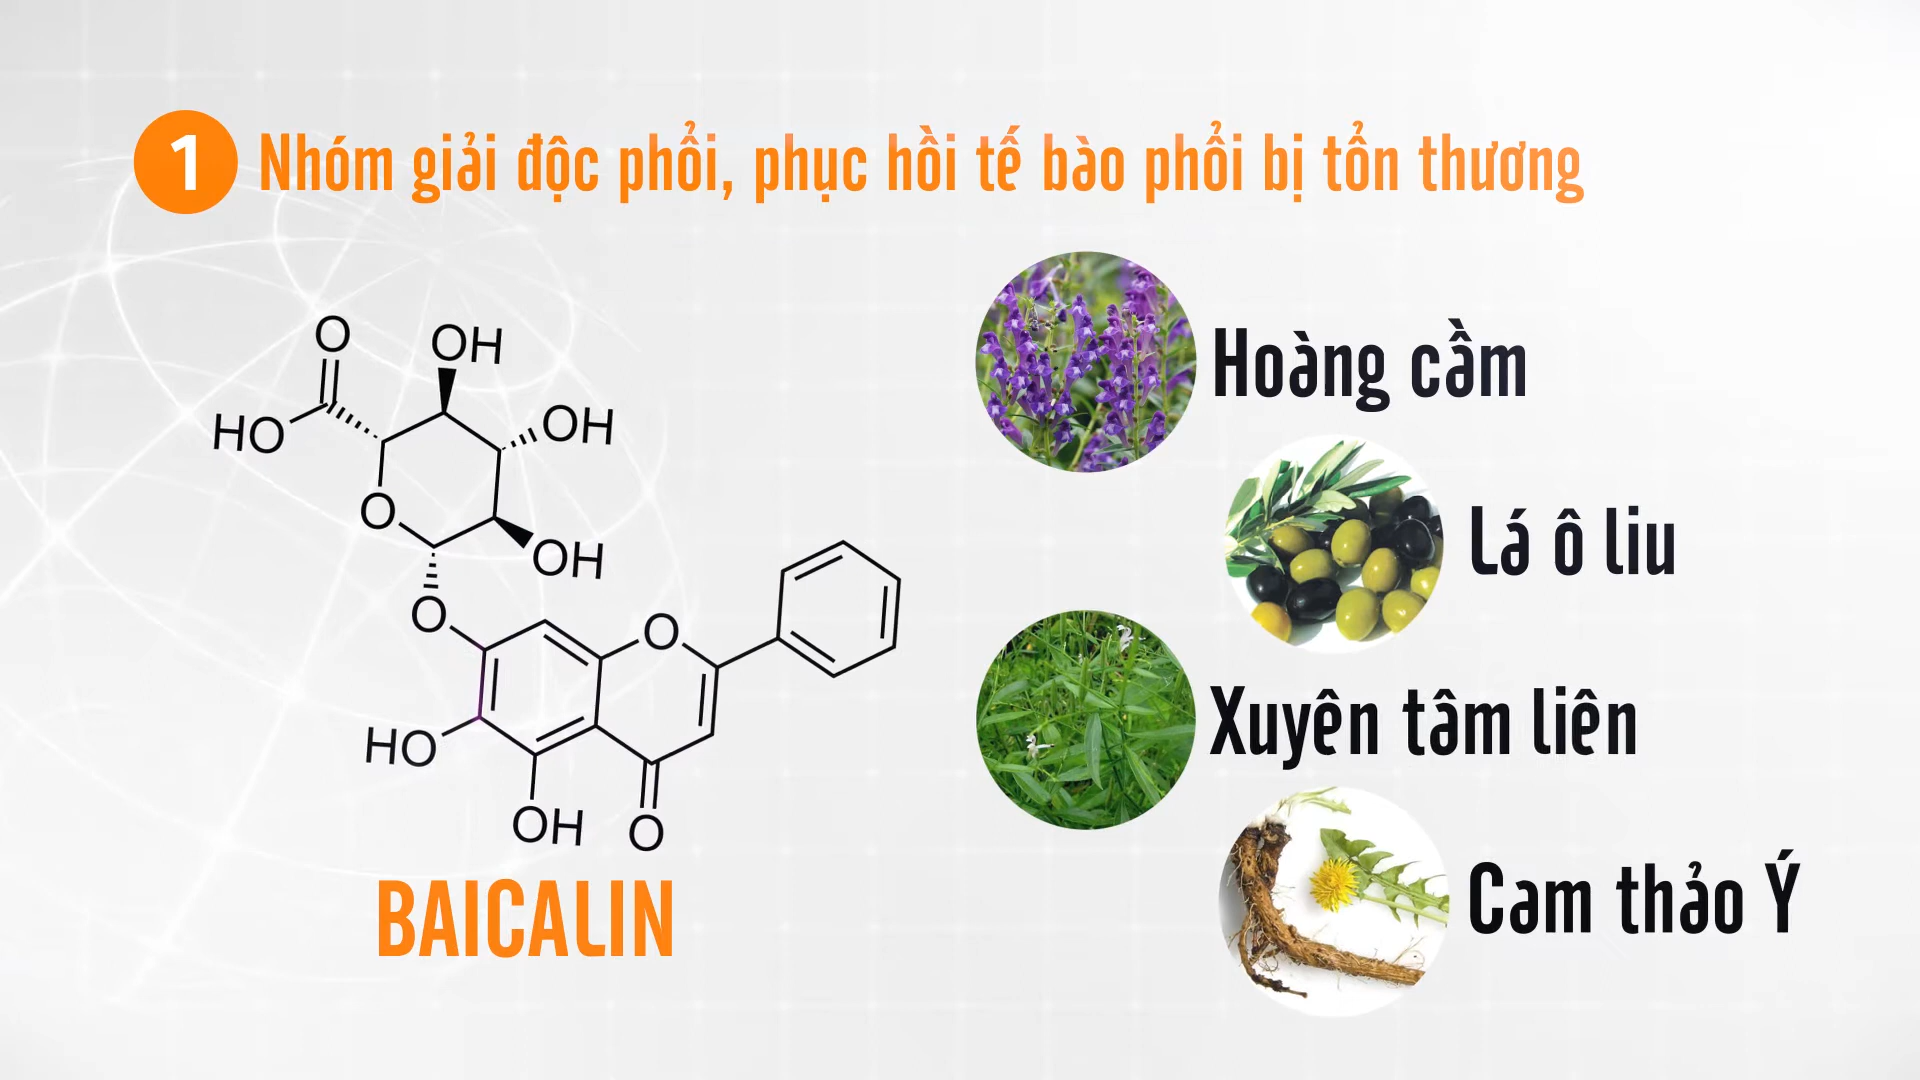 1 Nhóm giải độc phổi, phục hồi tế bào phổi bị tổn thương
O
OH
HO
OH
O
OH
O
O
HO
OH
O
BAICALIN
Hoàng cầm
Lá ô liu
Xuyên tâm liên
Cam thảo Ý